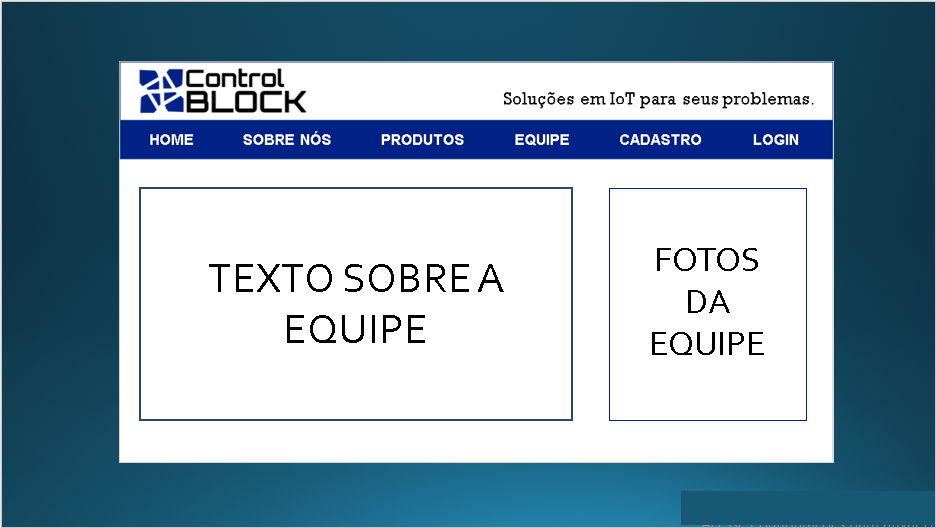 Control
BLOCK
Soluções em IoT para seus problemas.
HOME SOBRE NÓS PRODUTOS EQUIPE CADASTRO LOGIN
TEXTO SOBRE A
EQUIPE
FOTOS
DA
EQUIPE